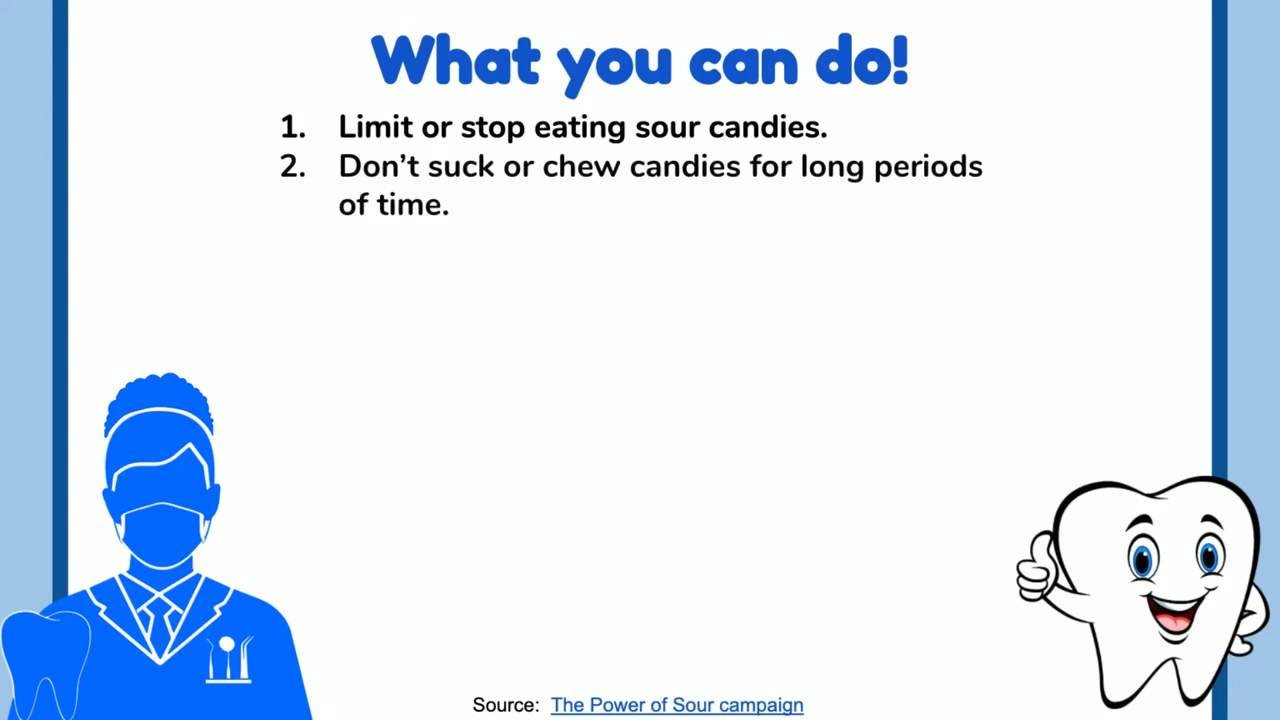 What you can do!
1. Limit or stop eating sour candies.
2. Don’t suck or chew candies for long periods
of time.
Source: The Power of Sour campaign